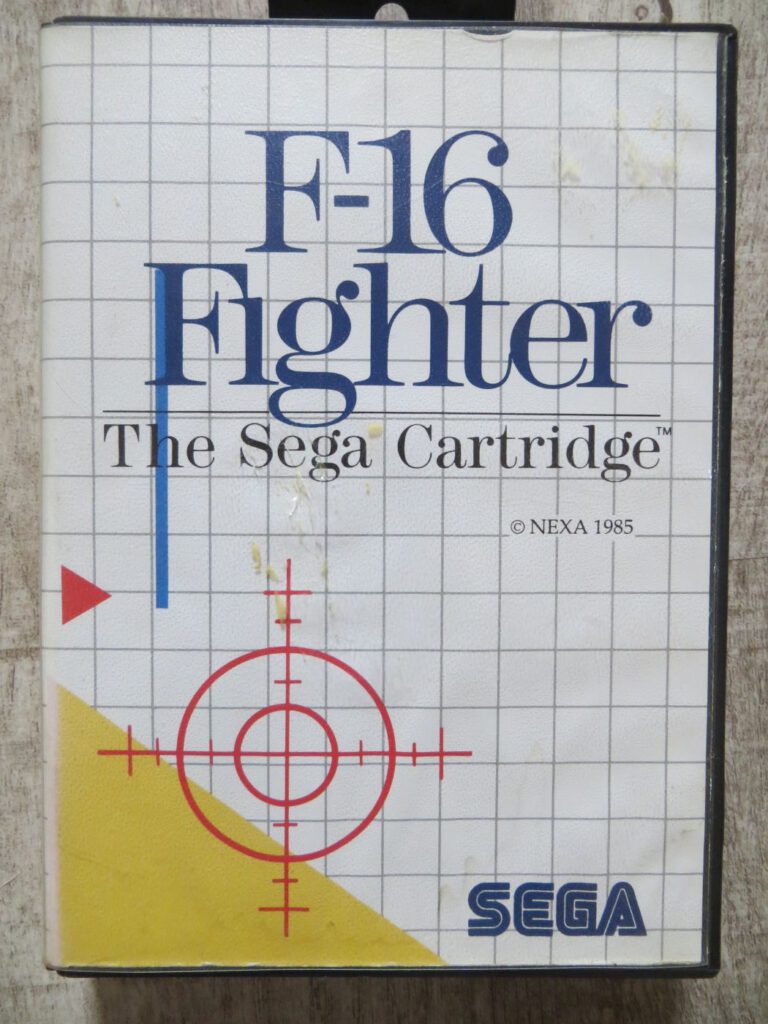 F-16
Fighter
The Sega Cartridge™
© NEXA 1985
SEGA